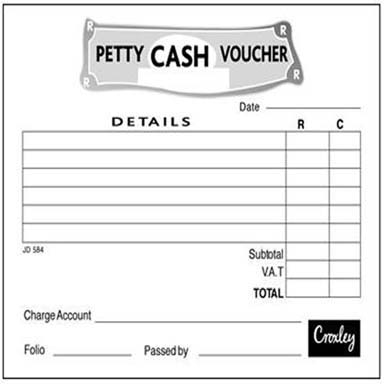 R R
PETTY CASH VOUCHER
R R
Date
DETAILS R C
JD 584
Subtotal
V.A.T
TOTAL
Charge Account
Croxley
Folio Passed by